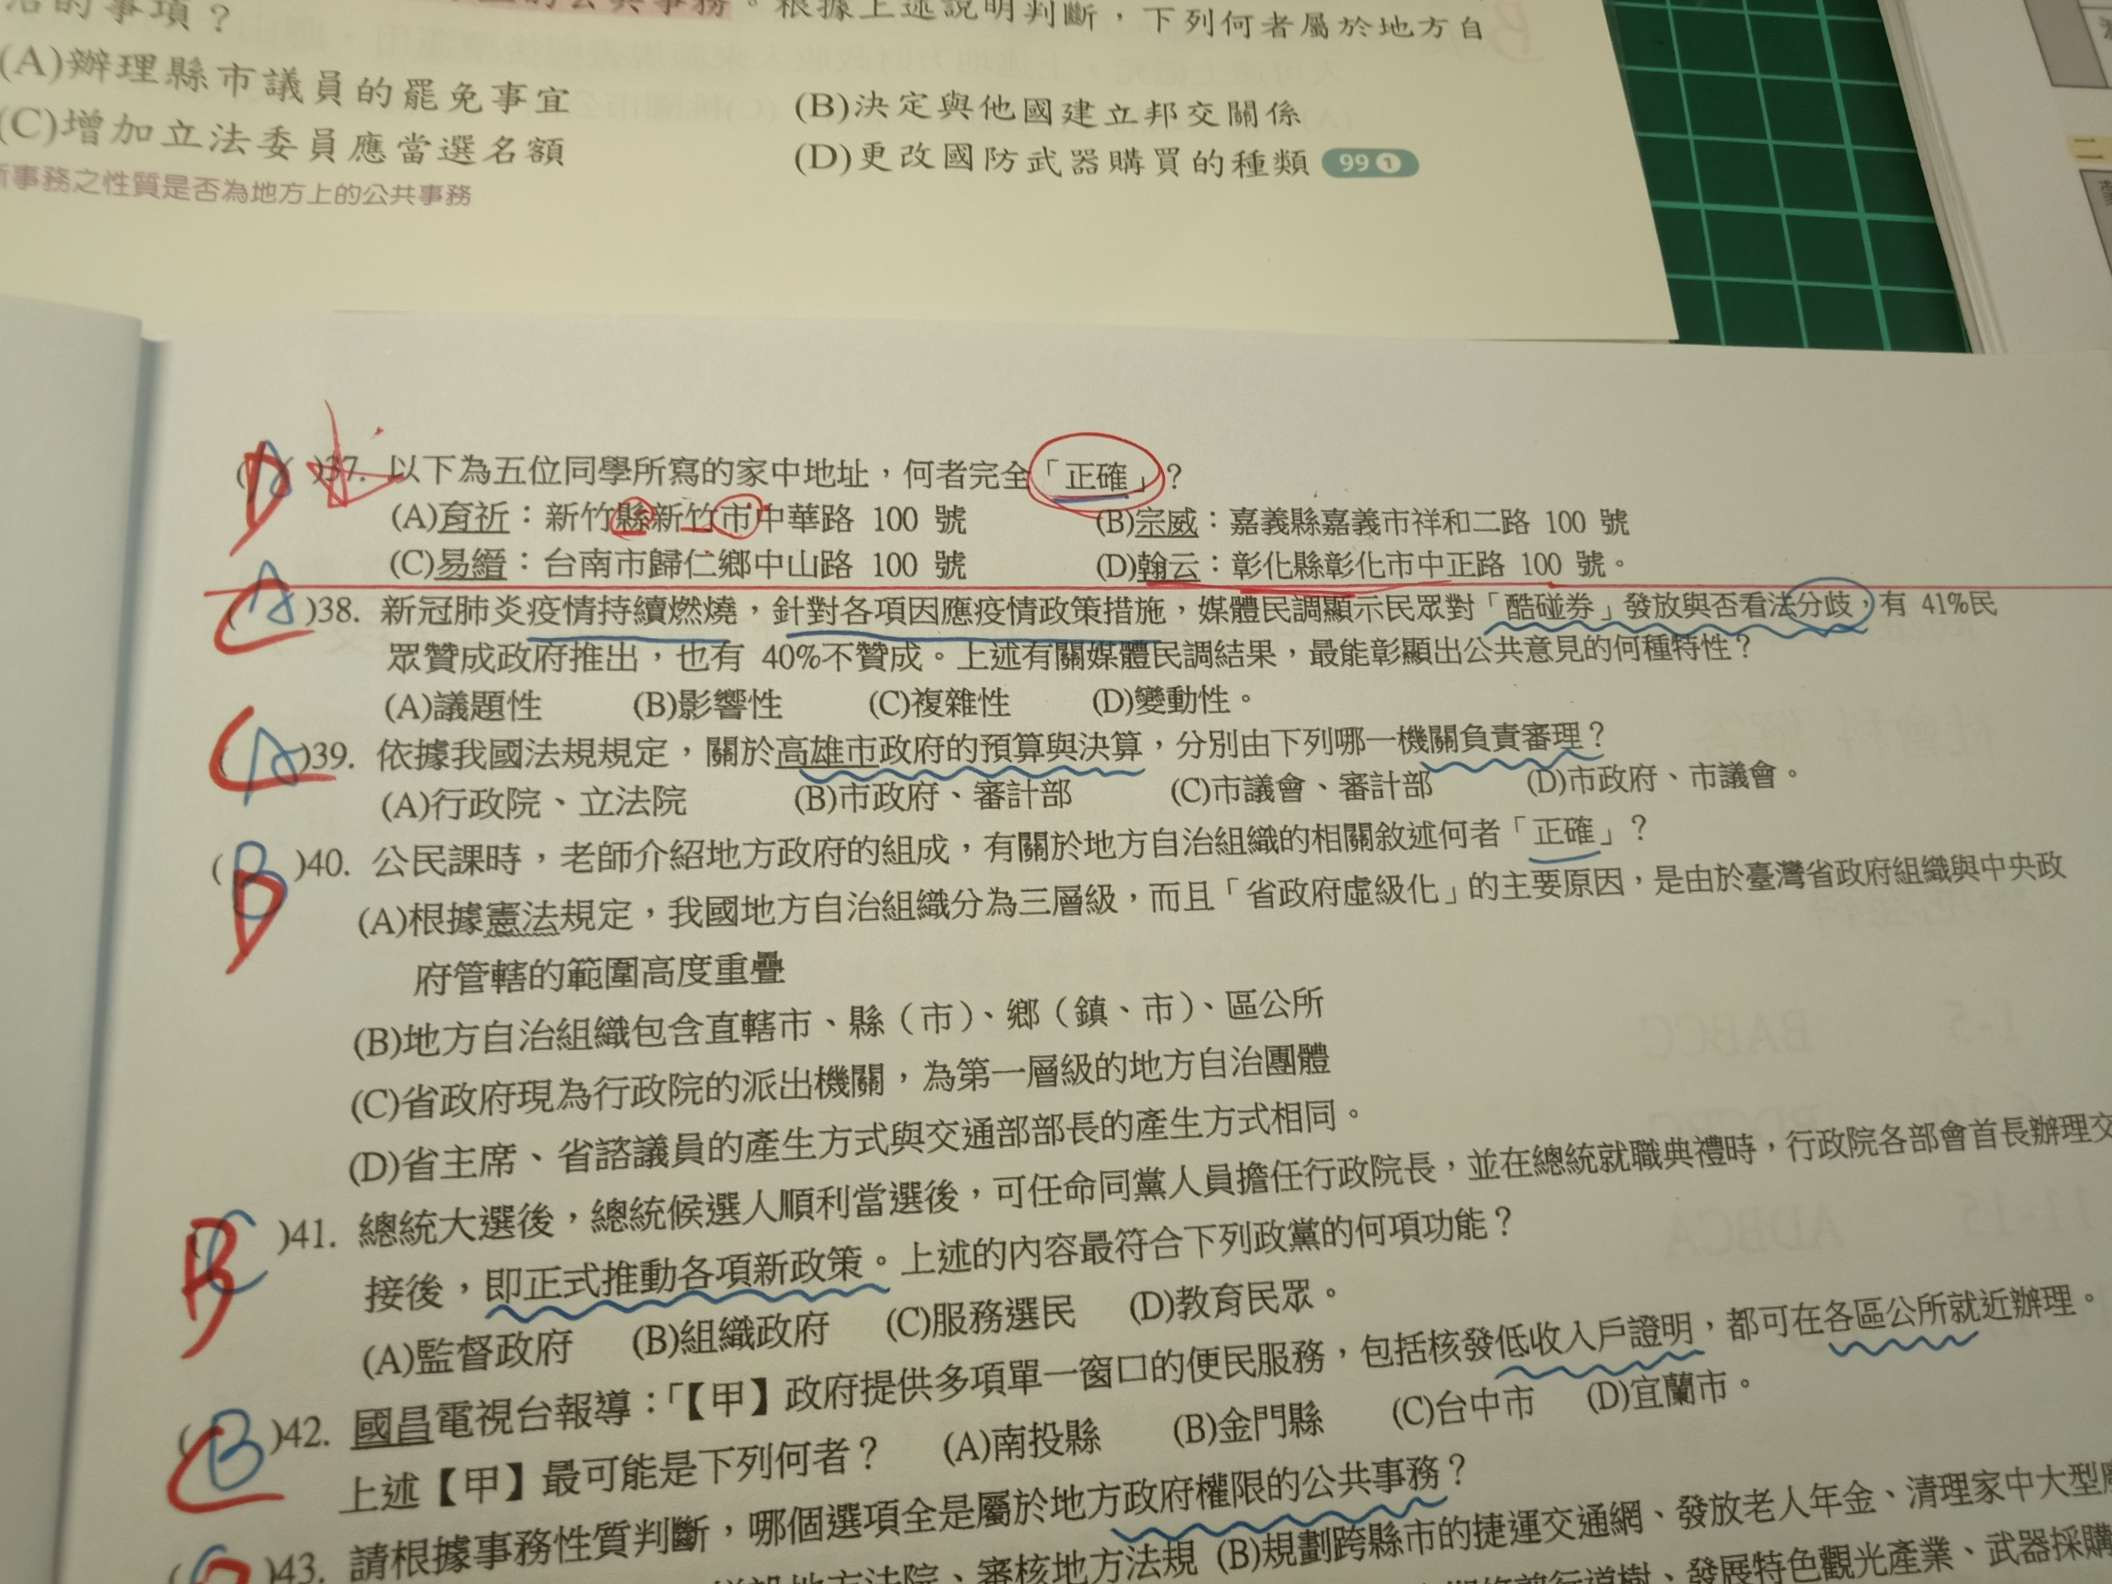 治的事項？
的公共事務。根據上述說明判斷，下列何者屬於地方自
(A)辦理縣市議員的罷免事宜
(B)決定與他國建立邦交關係
(C)增加立法委員應當選名額
(D)更改國防武器購買的種類 99①
事務之性質是否為地方上的公共事務
D
)37. 以下為五位同學所寫的家中地址，何者完全「正確」？
(A)育祈：新竹縣新竹市中華路 100 號
(B)宗威：嘉義縣嘉義市祥和二路 100 號
(C)易縉：台南市歸仁鄉中山路 100 號
(D)翰云：彰化縣彰化市中正路 100 號。
C A
( )38. 新冠肺炎疫情持續燃燒，針對各項因應疫情政策措施，媒體民調顯示民眾對「酷碰券」發放與否看法分歧，有 41%民
眾贊成政府推出，也有 40%不贊成。上述有關媒體民調結果，最能彰顯出公共意見的何種特性？
(A)議題性 (B)影響性 (C)複雜性 (D)變動性。
C A
( )39. 依據我國法規規定，關於高雄市政府的預算與決算，分別由下列哪一機關負責審理？
(A)行政院、立法院 (B)市政府、審計部 (C)市議會、審計部 (D)市政府、市議會。
B D
( )40. 公民課時，老師介紹地方政府的組成，有關於地方自治組織的相關敘述何者「正確」？
(A)根據憲法規定，我國地方自治組織分為三層級，而且「省政府虛級化」的主要原因，是由於臺灣省政府組織與中央政
府管轄的範圍高度重疊
(B)地方自治組織包含直轄市、縣（市）、鄉（鎮、市）、區公所
(C)省政府現為行政院的派出機關，為第一層級的地方自治團體
(D)省主席、省諮議員的產生方式與交通部部長的產生方式相同。
B C
( )41. 總統大選後，總統候選人順利當選後，可任命同黨人員擔任行政院長，並在總統就職典禮時，行政院各部會首長辦理交
接後，即正式推動各項新政策。上述的內容最符合下列政黨的何項功能？
(A)監督政府 (B)組織政府 (C)服務選民 (D)教育民眾。
C B
( )42. 國昌電視台報導：「【甲】政府提供多項單一窗口的便民服務，包括核發低收入戶證明，都可在各區公所就近辦理。
上述【甲】最可能是下列何者？ (A)南投縣 (B)金門縣 (C)台中市 (D)宜蘭市。
( )43. 請根據事務性質判斷，哪個選項全是屬於地方政府權限的公共事務？
地方法院、審核地方法規 (B)規劃跨縣市的捷運交通網、發放老人年金、清理家中大型
行道樹、發展特色觀光產業、武器採購